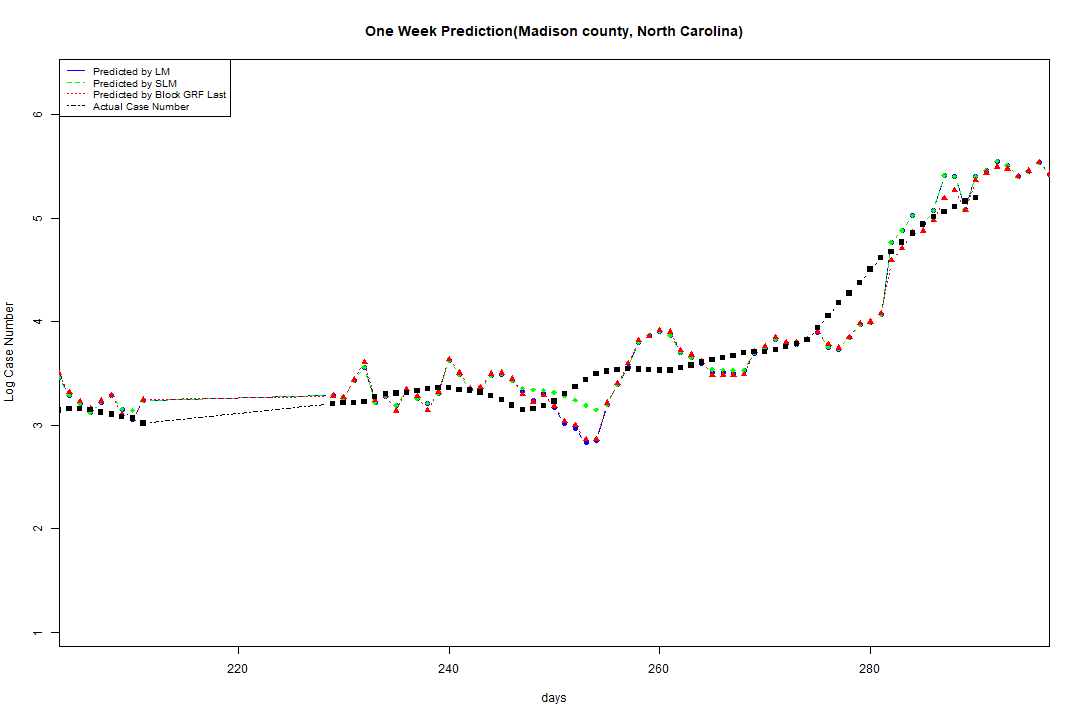 One Week Prediction(Madison county, North Carolina)
Predicted by LM
Predicted by SLM
Predicted by Block GRF Last
Actual Case Number
6
5
4
3
2
1
Log Case Number
220 240 260 280
days